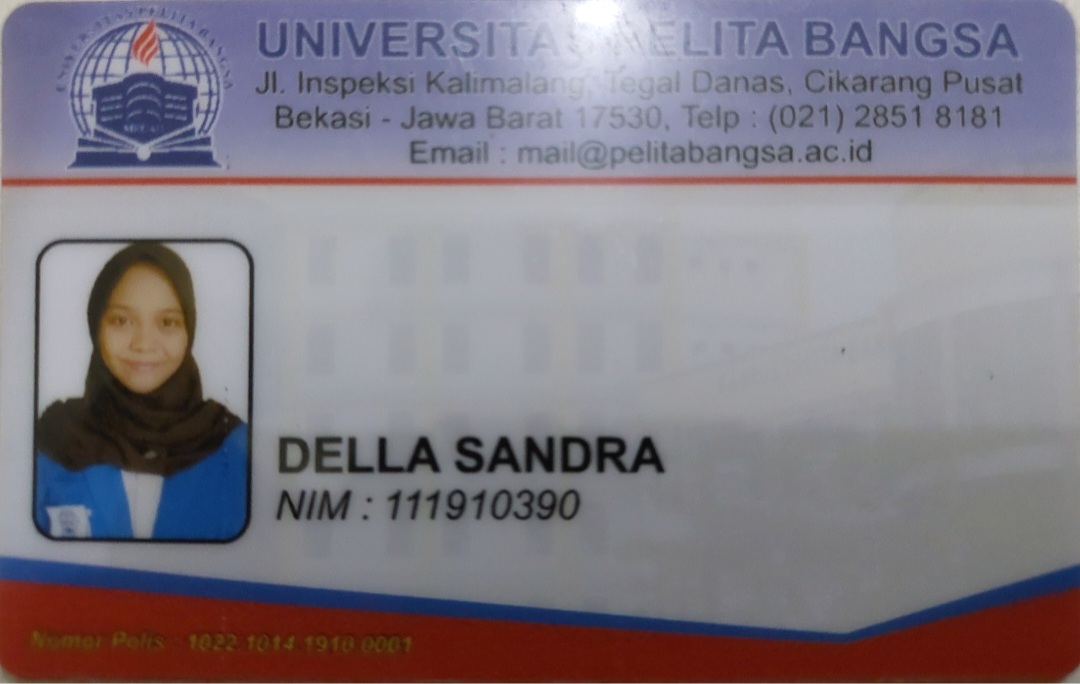 UNIVERSITAS PELITA BANGSA
Jl. Inspeksi Kalimalang, Tegal Danas, Cikarang Pusat
Bekasi - Jawa Barat 17530, Telp : (021) 2851 8181
Email : mail@pelitabangsa.ac.id
DELLA SANDRA
NIM : 111910390
Nomor Polis : 1022.1014.1910.0001